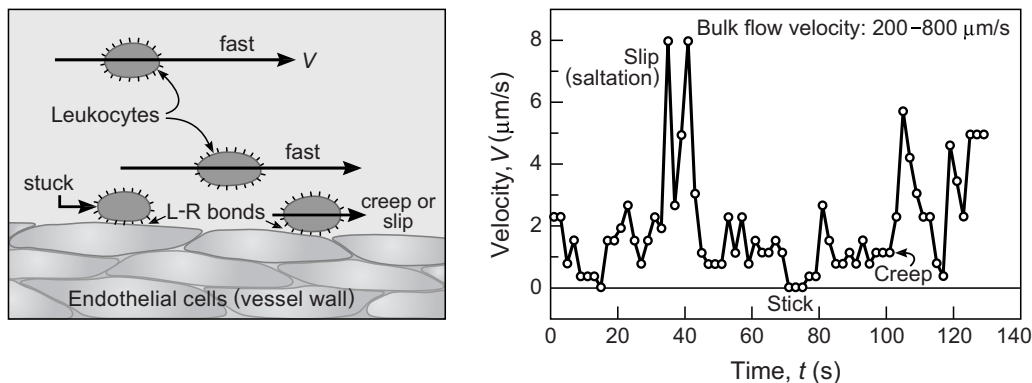 fast
V
Leukocytes
fast
stuck
L-R bonds
creep or
slip
Endothelial cells (vessel wall)
Bulk flow velocity: 200–800 μm/s
Slip
(saltation)
Creep
Stick
Velocity, V (μm/s)
8
6
4
2
0
0
20
40
60
80
100
120
140
Time, t (s)